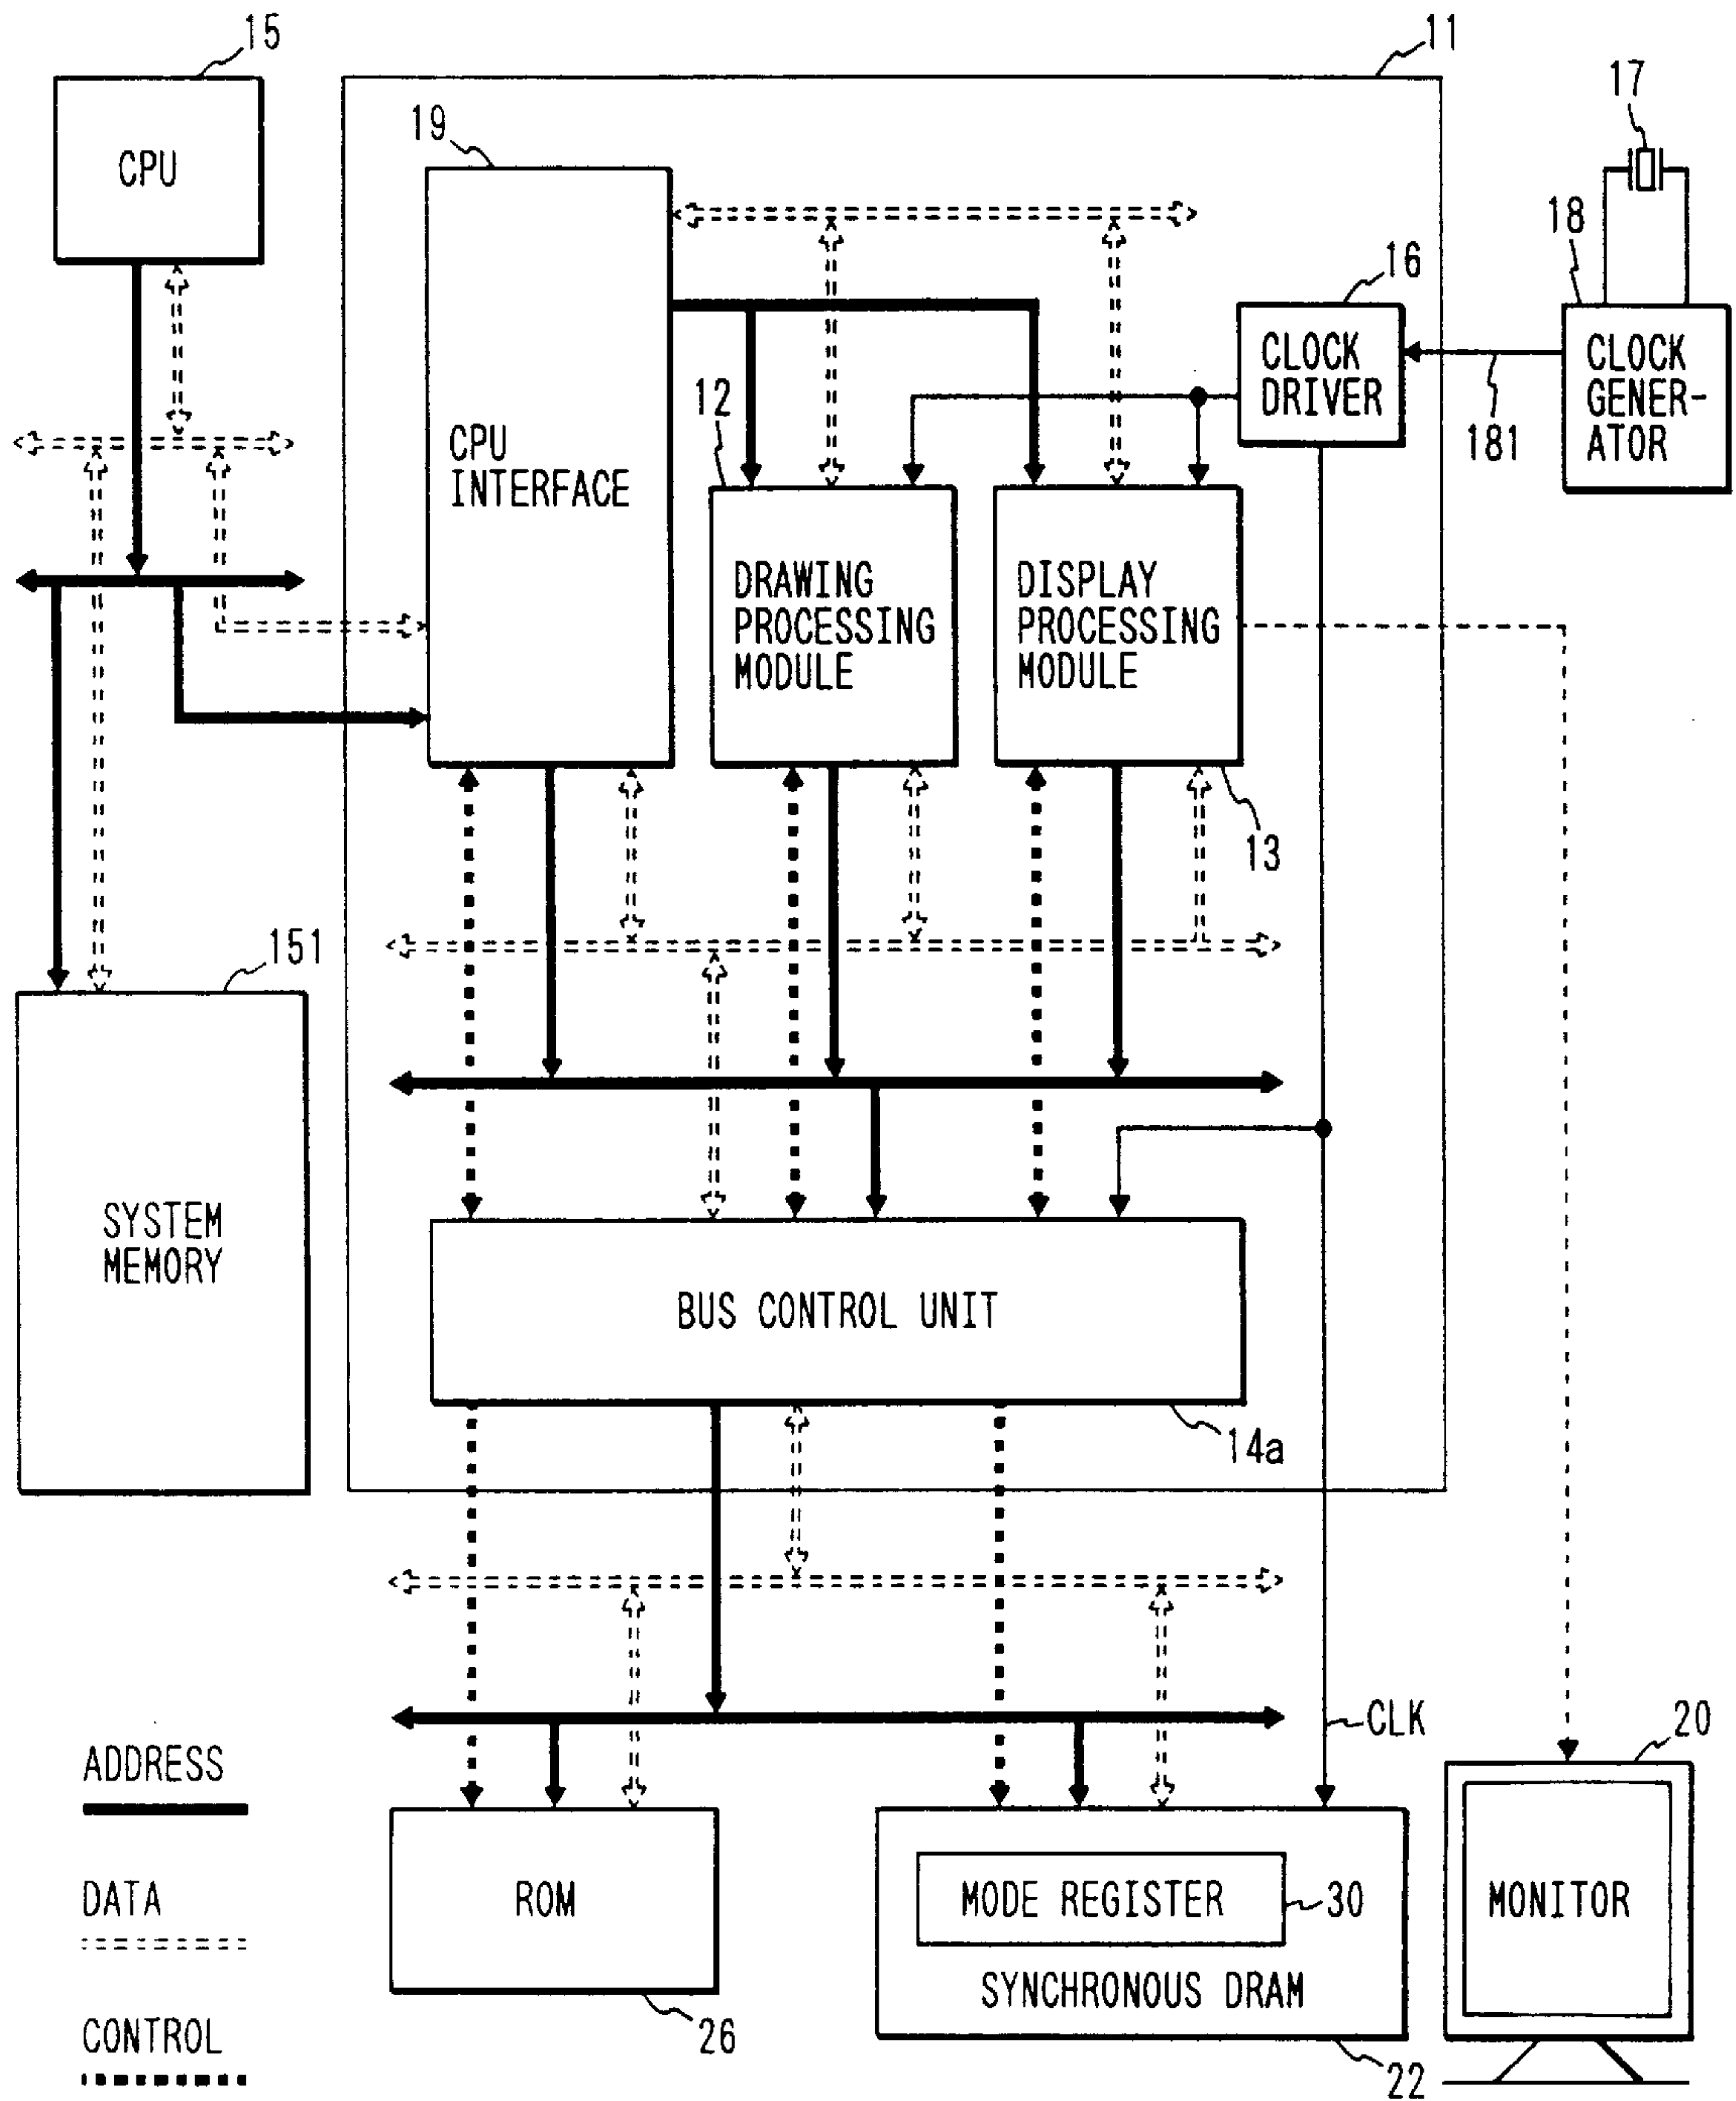 15
11
17
19
CPU
18
16
CLOCK
DRIVER
CLOCK
GENER-
ATOR
181
12
CPU
INTERFACE
DRAWING
PROCESSING
MODULE
DISPLAY
PROCESSING
MODULE
13
151
SYSTEM
MEMORY
BUS CONTROL UNIT
14a
CLK
20
ADDRESS
DATA
CONTROL
ROM
26
MODE REGISTER
30
SYNCHRONOUS DRAM
22
MONITOR